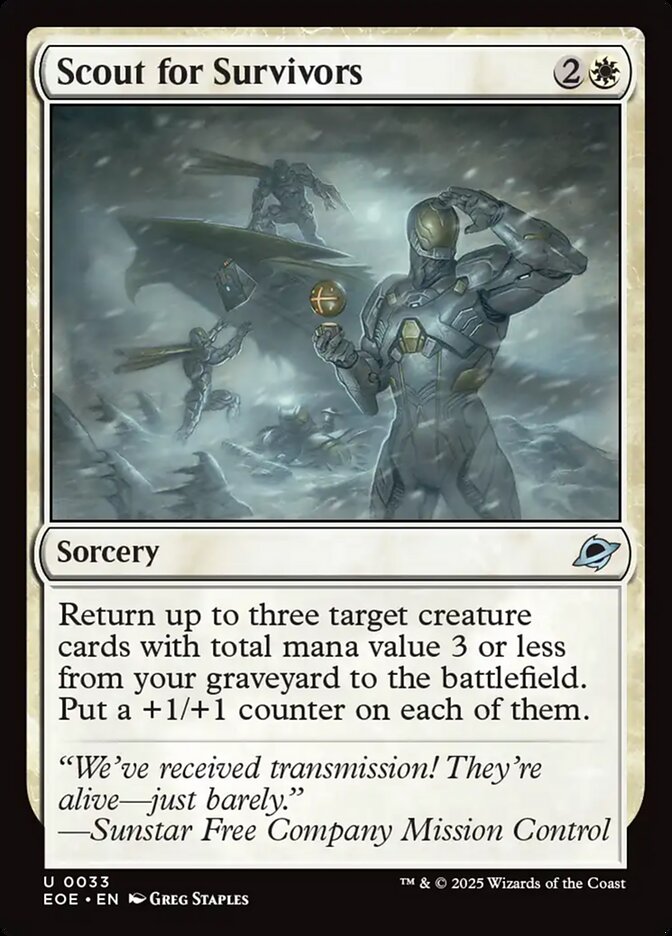 Scout for Survivors 2
Sorcery
Return up to three target creature
cards with total mana value 3 or less
from your graveyard to the battlefield.
Put a +1/+1 counter on each of them.
“We’ve received transmission! They’re
alive—just barely.”
—Sunstar Free Company Mission Control
U 0033
EOE • EN Greg Staples
™ & © 2025 Wizards of the Coast